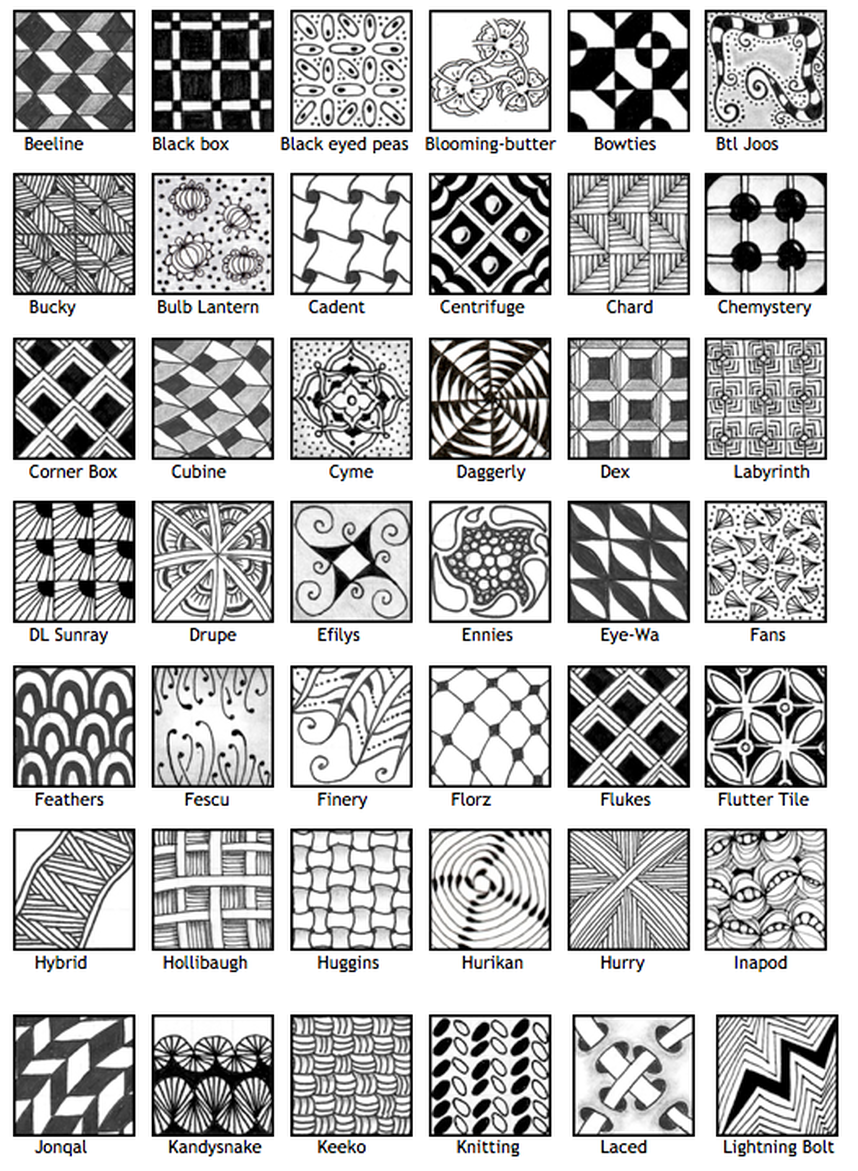 Beeline Black box Black eyed peas Blooming-butter Bowties Btl Joos
Bucky Bulb Lantern Cadent Centrifuge Chard Chemystery
Corner Box Cubine Cyme Daggerly Dex Labyrinth
DL Sunray Drupe Efilys Ennies Eye-Wa Fans
Feathers Fescu Finery Florz Flukes Flutter Tile
Hybrid Hollibaugh Huggins Hurikan Hurry Inapod
Jonqal Kandysnake Keeko Knitting Laced Lightning Bolt